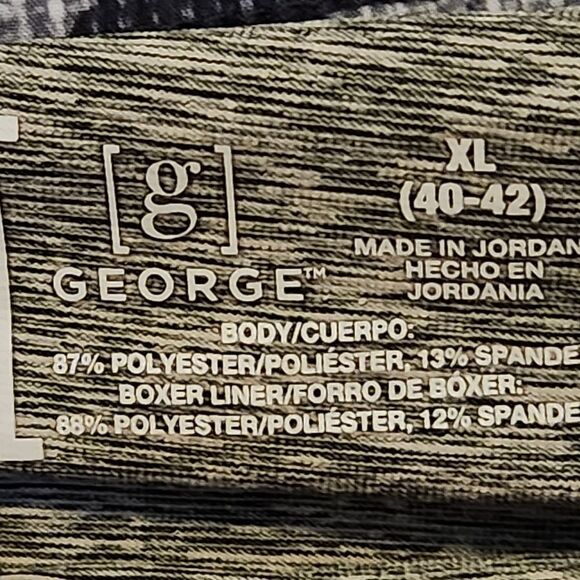 [g]
GEORGE™
XL
(40-42)
MADE IN JORDAN
HECHO EN
JORDANIA
BODY/CUERPO:
87% POLYESTER/POLIÉSTER, 13% SPANDE
BOXER LINER/FORRO DE BÓXER:
88% POLYESTER/POLIÉSTER, 12% SPANDE